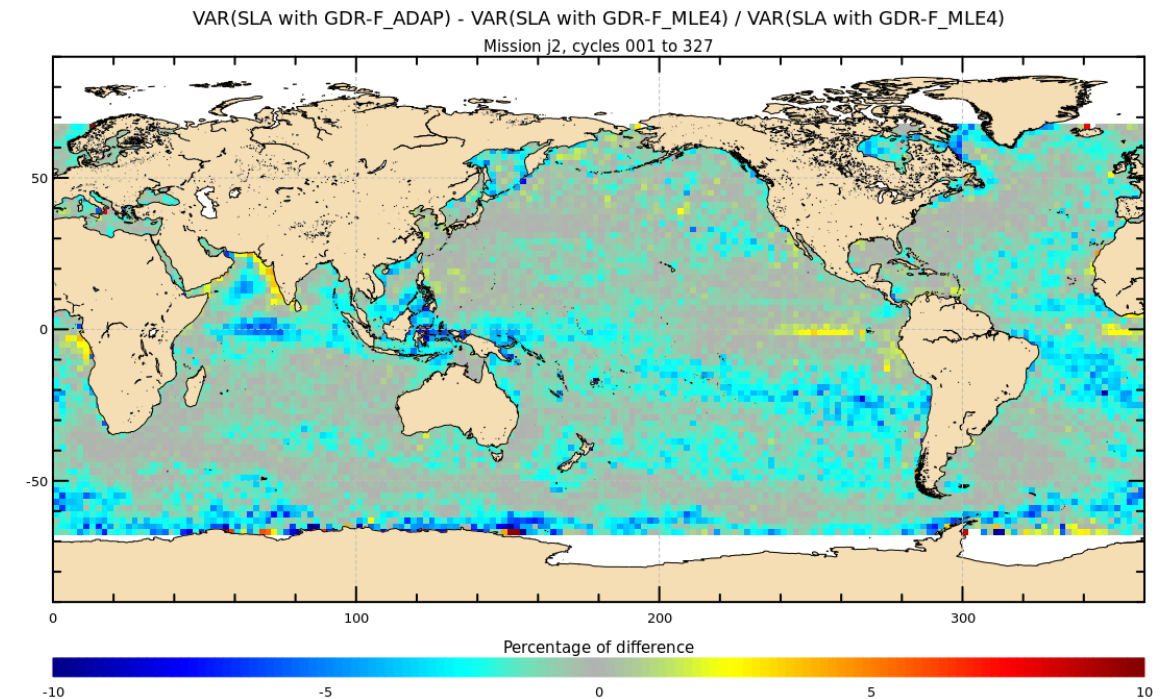 VAR(SLA with GDR-F_ADAP) - VAR(SLA with GDR-F_MLE4) / VAR(SLA with GDR-F_MLE4)
Mission j2, cycles 001 to 327
50
0
-50
0 100 200 300
Percentage of difference
-10 -5 0 5 10